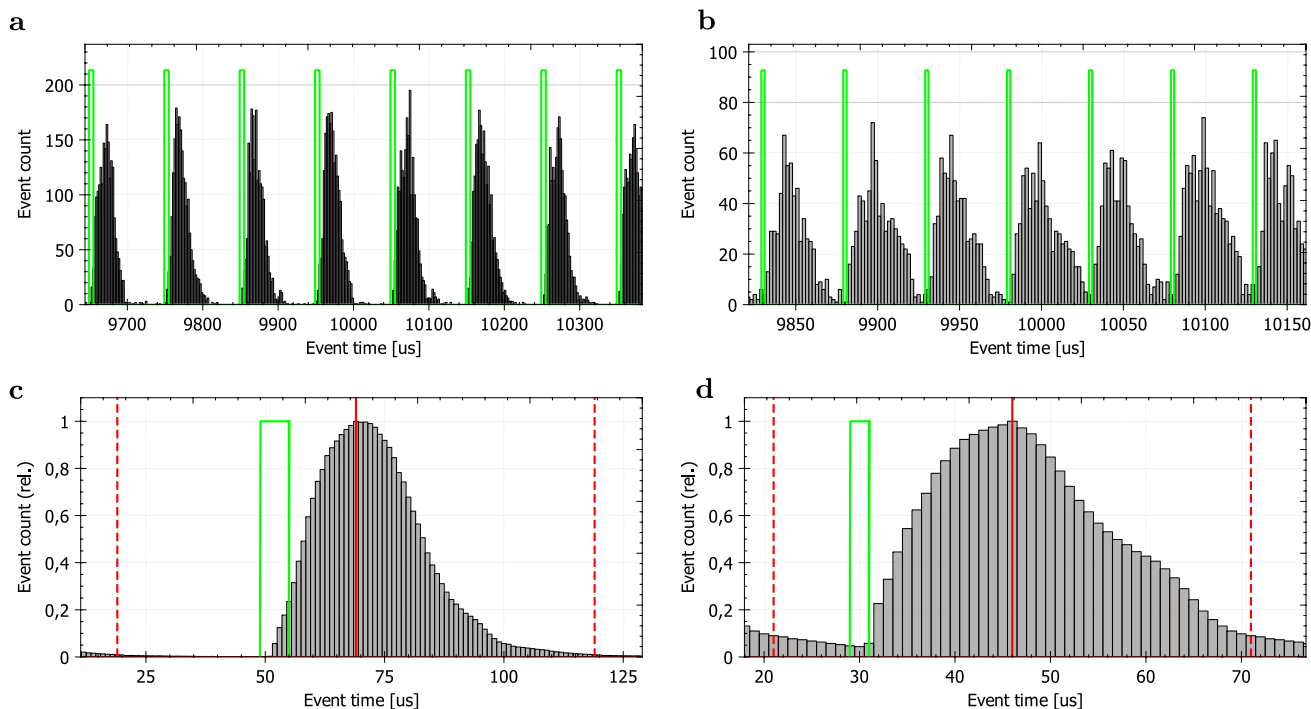 a
200
150
100
50
0
Event count
9700 9800 9900 10000 10100 10200 10300
Event time [us]
b
100
80
60
40
20
0
Event count
9850 9900 9950 10000 10050 10100 10150
Event time [us]
c
1
0,8
0,6
0,4
0,2
0
Event count (rel.)
25 50 75 100 125
Event time [us]
d
1
0,8
0,6
0,4
0,2
0
Event count (rel.)
20 30 40 50 60 70
Event time [us]